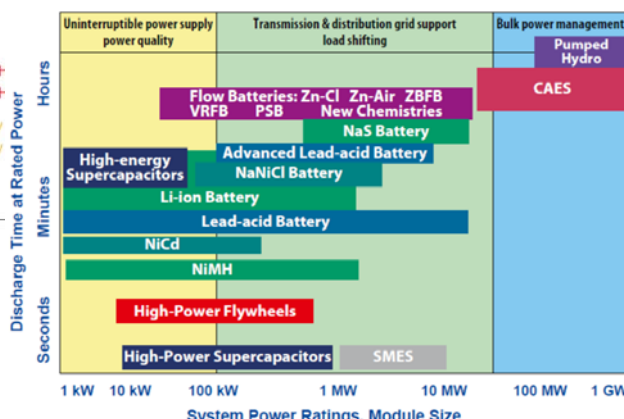 Uninterruptible power supply
power quality
Transmission & distribution grid support
load shifting
Bulk power management
Pumped
Hydro
CAES
Flow Batteries: Zn-Cl Zn-Air ZBFB
VRFB PSB New Chemistries
NaS Battery
Advanced Lead-acid Battery
High-energy
Supercapacitors
NaNiCl Battery
Li-ion Battery
Lead-acid Battery
NiCd
NiMH
High-Power Flywheels
High-Power Supercapacitors
SMES
Discharge Time at Rated Power
Hours
Minutes
Seconds
1 kW 10 kW 100 kW 1 MW 10 MW 100 MW 1 GW
System Power Ratings, Module Size